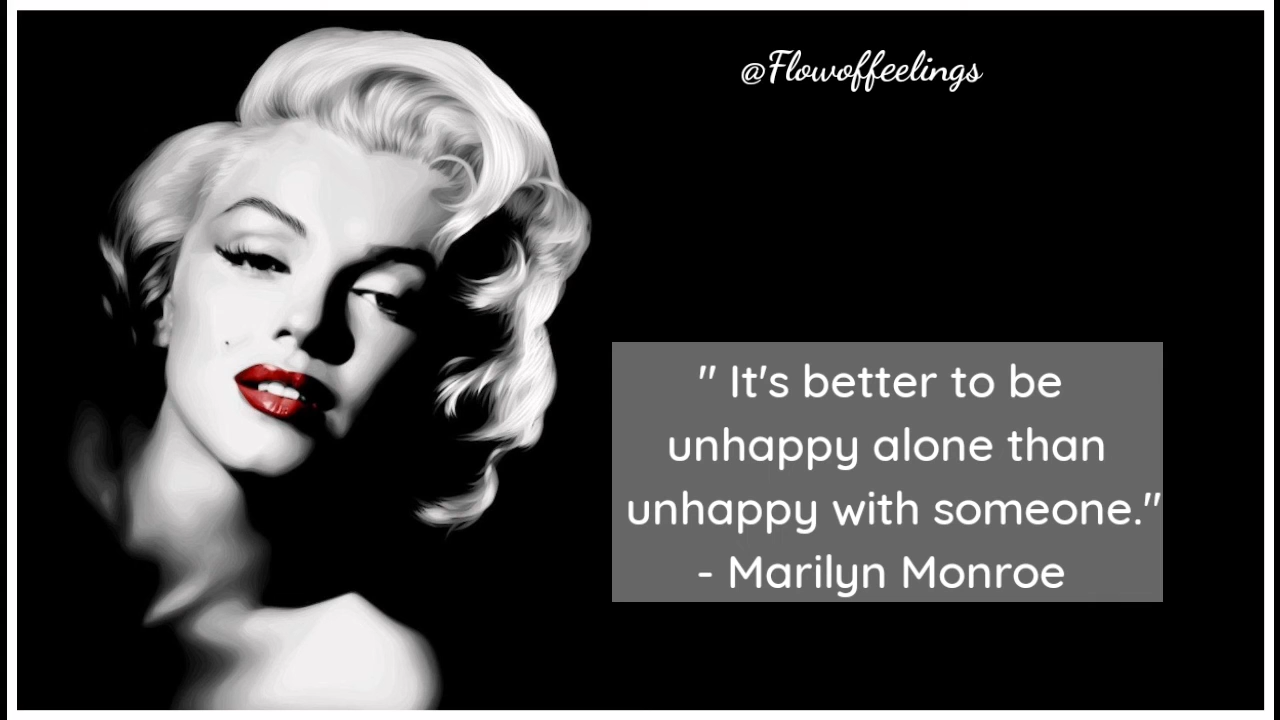 @Flowoffeelings
" It's better to be
unhappy alone than
unhappy with someone."
- Marilyn Monroe